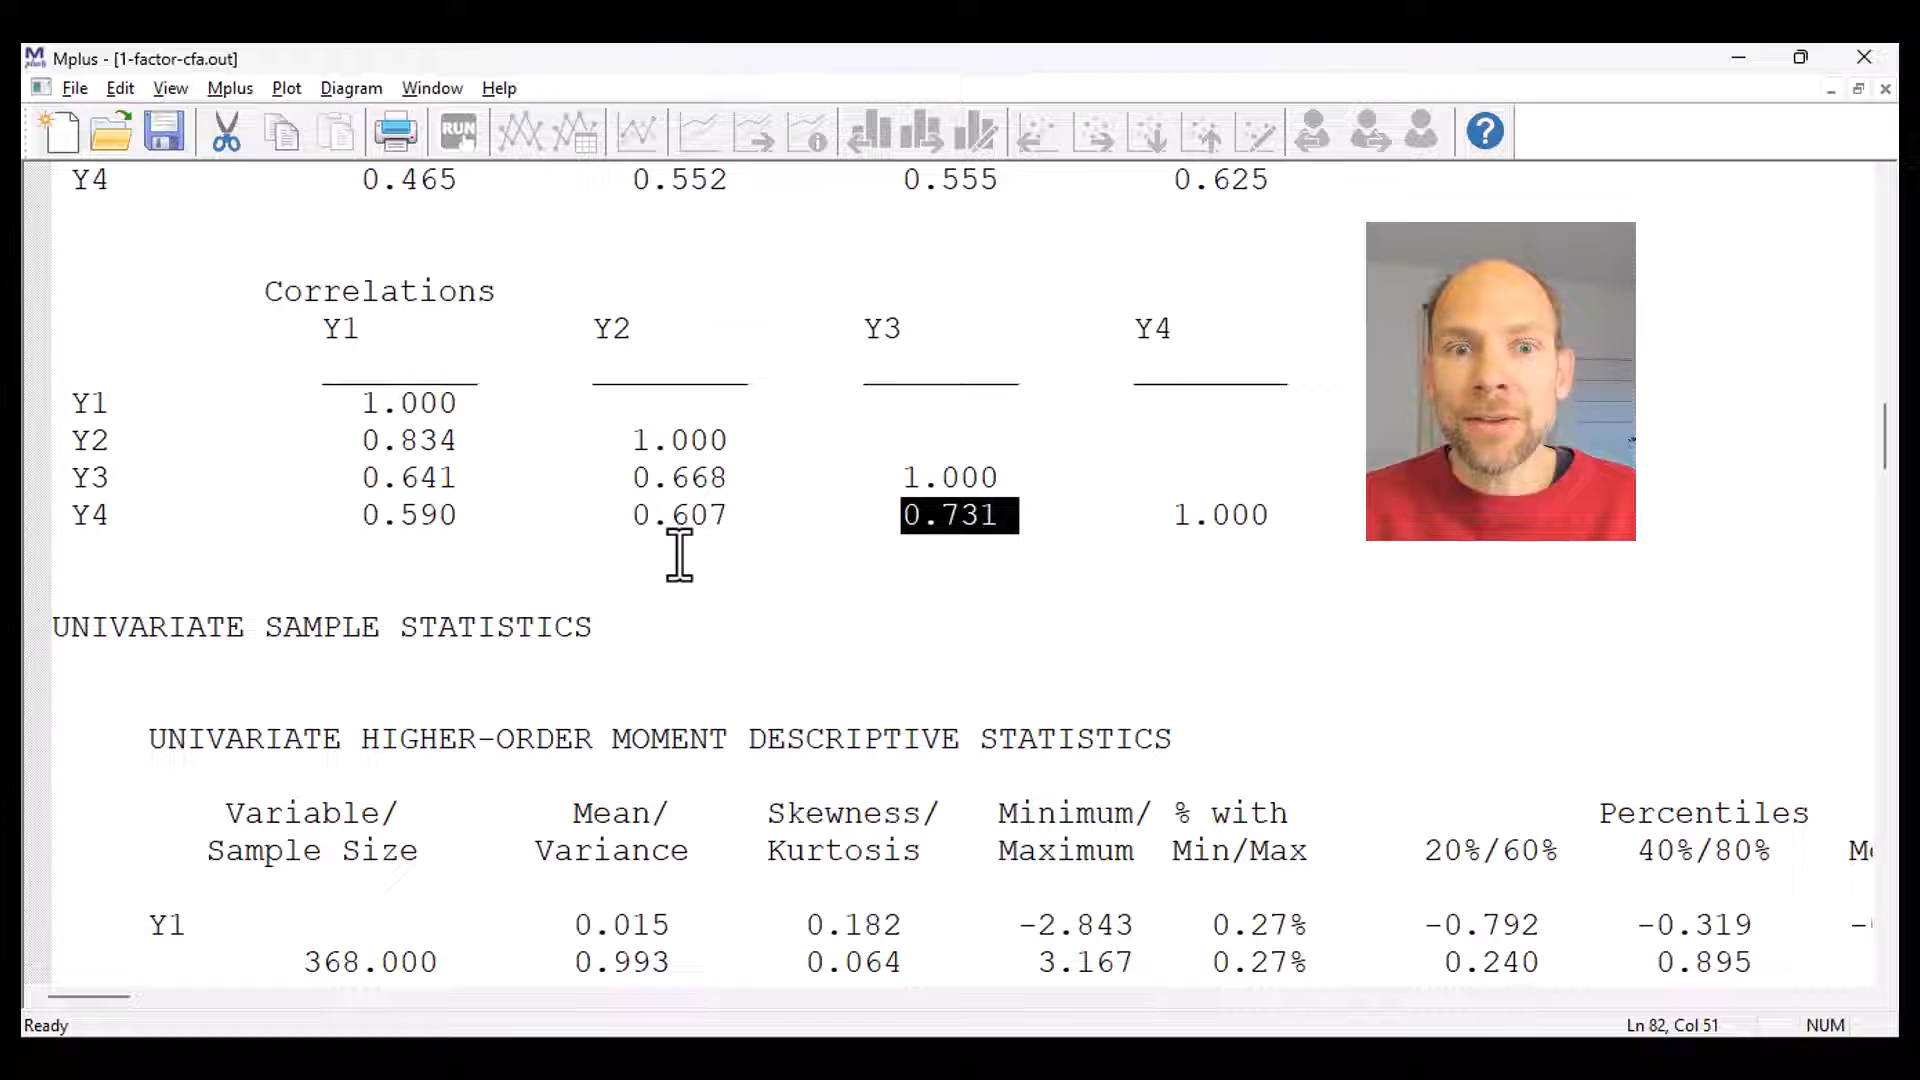 Mplus - [1-factor-cfa.out]
File Edit View Mplus Plot Diagram Window Help
RUN
Y4 0.465 0.552 0.555 0.625
Correlations
Y1 Y2 Y3 Y4
Y1 1.000
Y2 0.834 1.000
Y3 0.641 0.668 1.000
Y4 0.590 0.607 0.731 1.000
UNIVARIATE SAMPLE STATISTICS
UNIVARIATE HIGHER-ORDER MOMENT DESCRIPTIVE STATISTICS
Variable/ Mean/ Skewness/ Minimum/ % with Percentiles
Sample Size Variance Kurtosis Maximum Min/Max 20%/60% 40%/80%
Y1 0.015 0.182 -2.843 0.27% -0.792 -0.319
368.000 0.993 0.064 3.167 0.27% 0.240 0.895
Ready Ln 82, Col 51 NUM